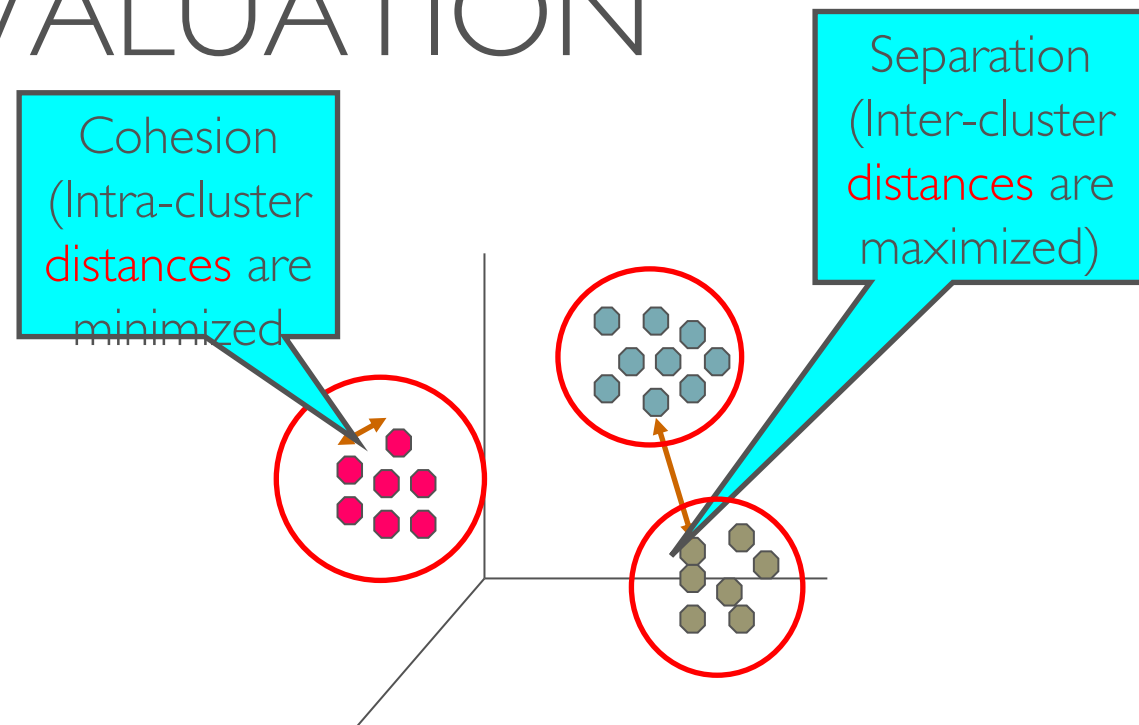 VALUATION
Cohesion
(Intra-cluster
distances are
minimized
Separation
(Inter-cluster
distances are
maximized)